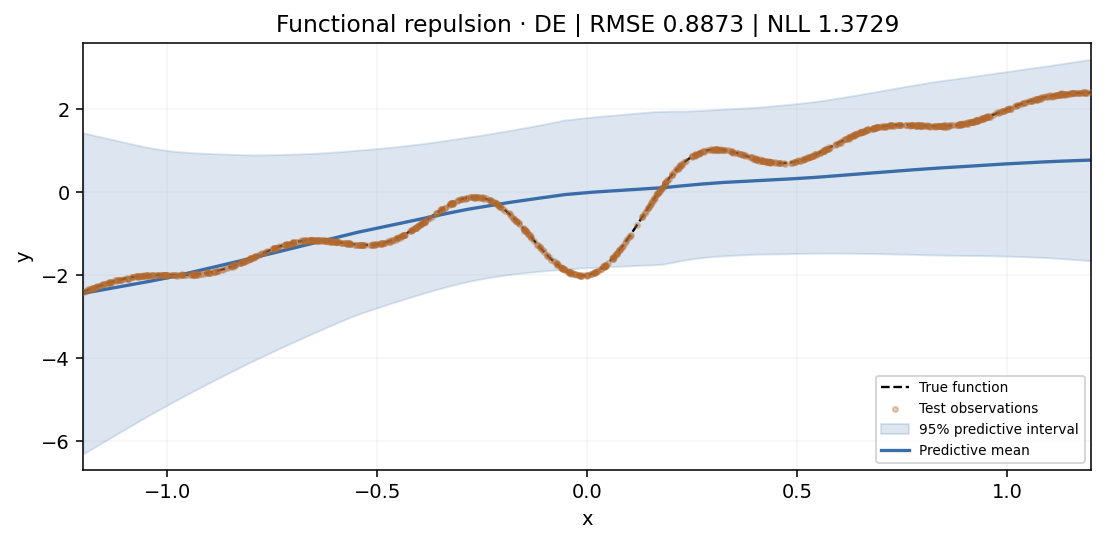 Functional repulsion · DE | RMSE 0.8873 | NLL 1.3729
y
2
0
−2
−4
−6
−1.0
−0.5
0.0
0.5
1.0
x
True function
Test observations
95% predictive interval
Predictive mean